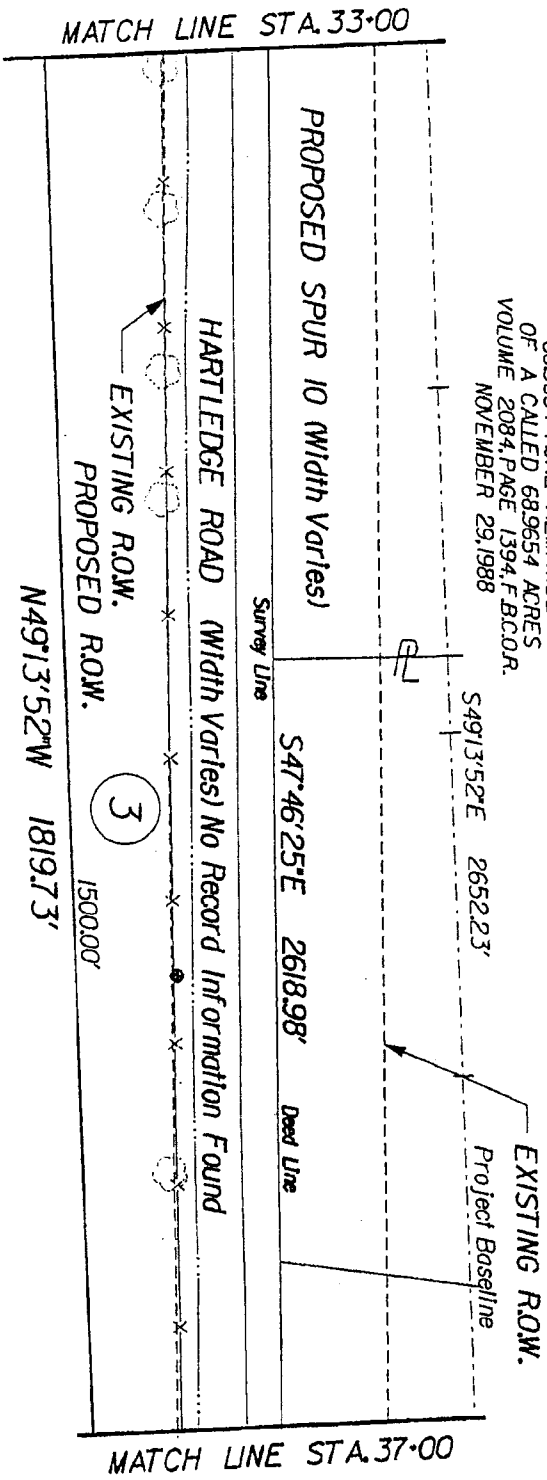 MATCH LINE STA. 33+00
OF A CALLED 68.9654 ACRES
VOLUME 2084, PAGE 1394, F.B.C.O.R.
NOVEMBER 29, 1988
S49°13'52"E 2652.23'
EXISTING R.O.W.
Project Baseline
PL
PROPOSED SPUR 10 (Width Varies)
S47°46'25"E 2618.98' Deed Line
Survey Line
HARTLEDGE ROAD (Width Varies) No Record Information Found
EXISTING R.O.W.
PROPOSED R.O.W.
3
1500.00'
N49°13'52"W 1819.73'
MATCH LINE STA. 37+00